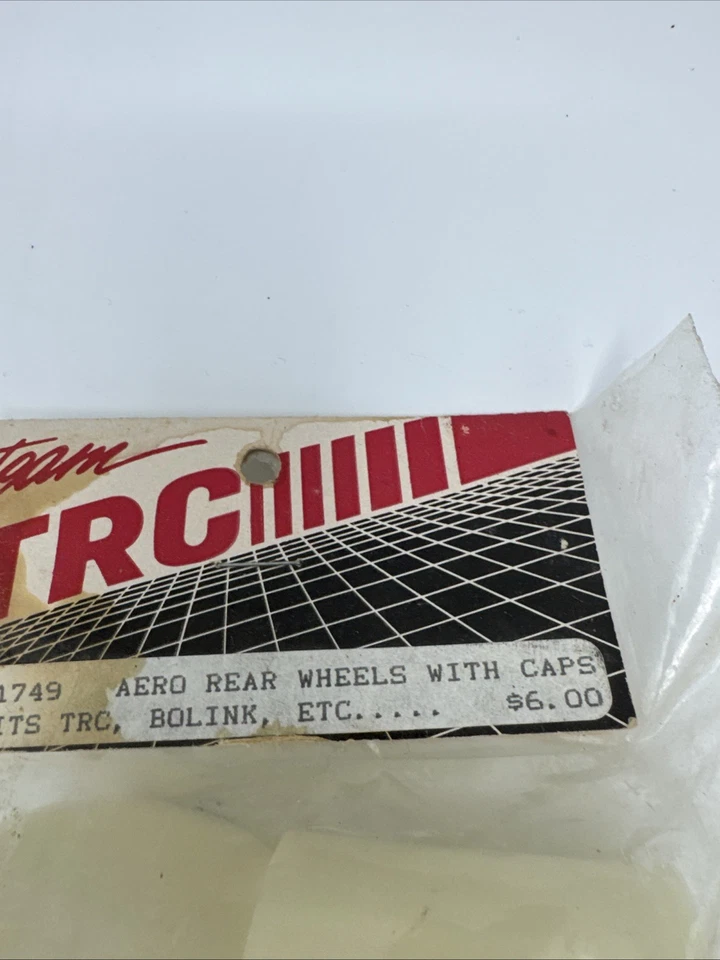 team
TRC
1749 AERO REAR WHEELS WITH CAPS
ITS TRC, BOLINK, ETC..... $6.00